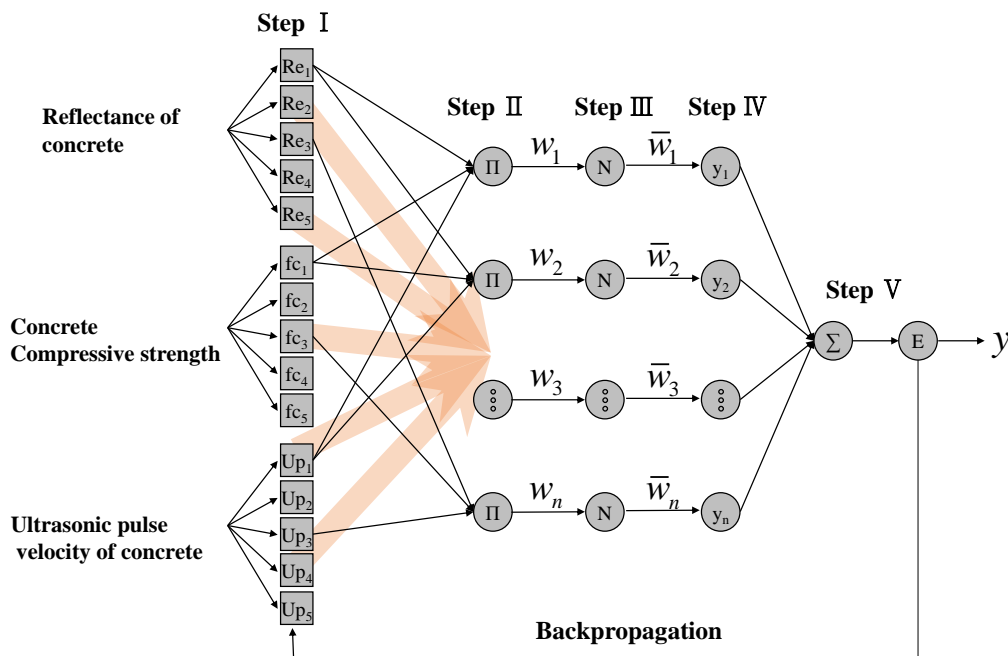 Step Ⅰ
Re₁
Re₂
Re₃
Re₄
Re₅
Reflectance of
concrete
fc₁
fc₂
fc₃
fc₄
fc₅
Concrete
Compressive strength
Up₁
Up₂
Up₃
Up₄
Up₅
Ultrasonic pulse
velocity of concrete
Step Ⅱ
Step Ⅲ
Step Ⅳ
Π
w₁
N
w̅₁
y₁
Π
w₂
N
w̅₂
y₂
w₃
w̅₃
Π
wₙ
N
w̅ₙ
yₙ
Step Ⅴ
Σ
E
y
Backpropagation